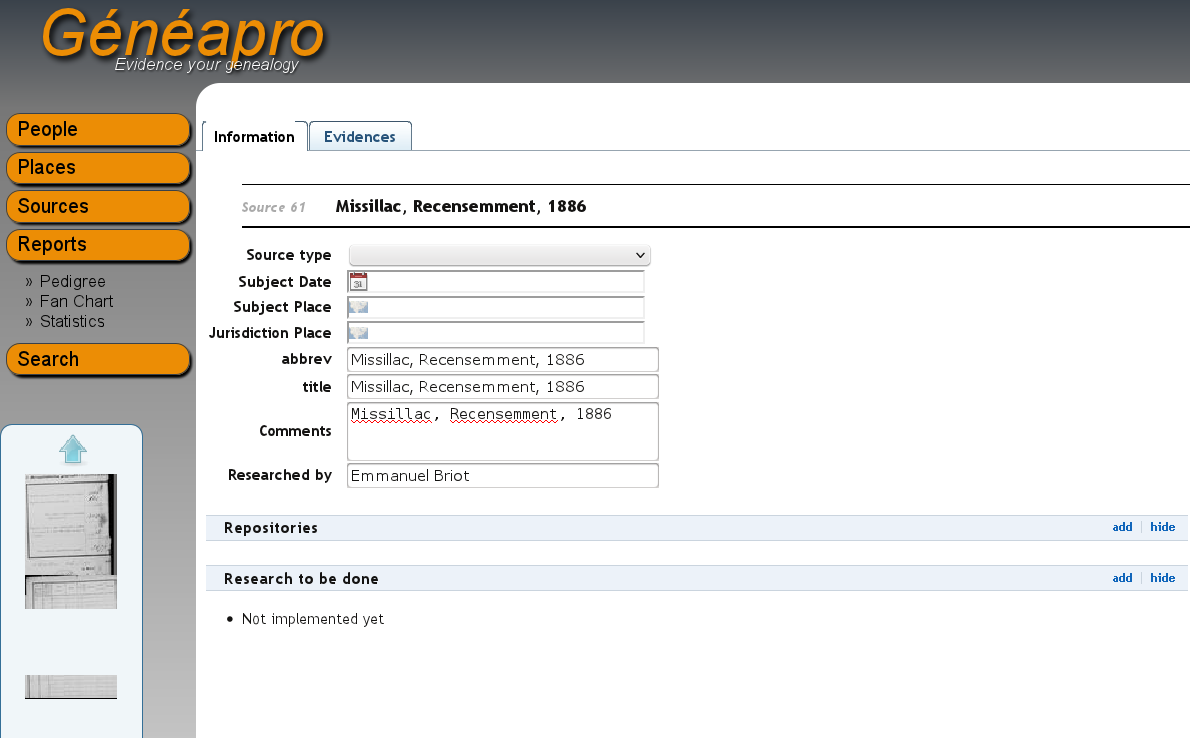 Généapro
Evidence your genealogy
People
Places
Sources
Reports
» Pedigree
» Fan Chart
» Statistics
Search
Information
Evidences
Source 61 Missillac, Recensemment, 1886
Source type
Subject Date 31
Subject Place
Jurisdiction Place
abbrev Missillac, Recensemment, 1886
title Missillac, Recensemment, 1886
Comments Missillac, Recensemment, 1886
Researched by Emmanuel Briot
Repositories add hide
Research to be done add hide
• Not implemented yet